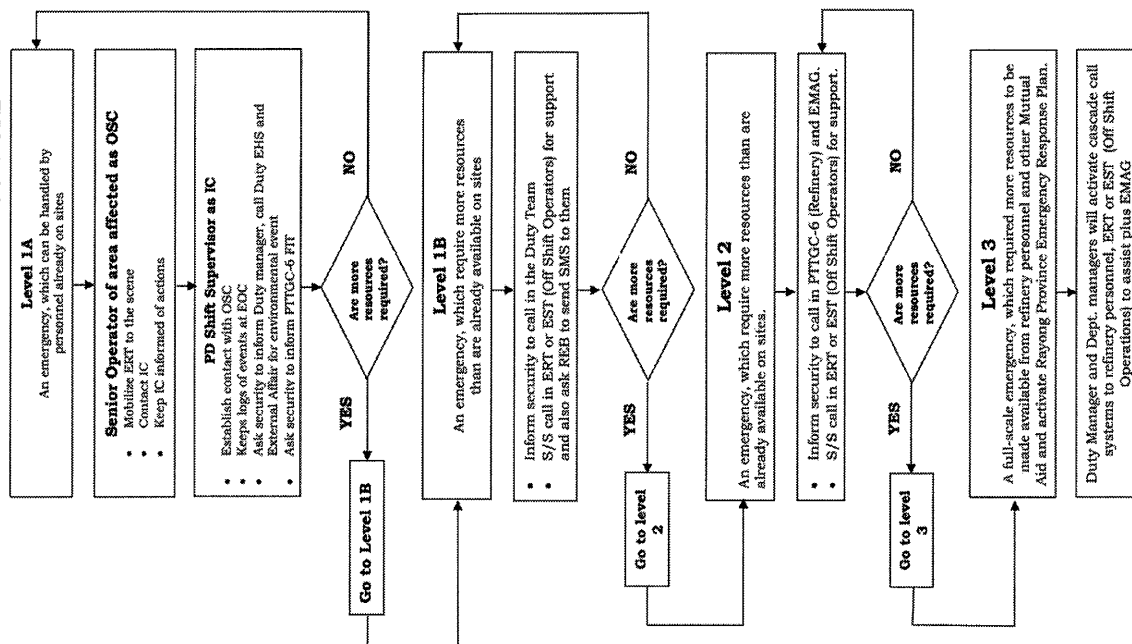 Level 1A
An emergency, which can be handled by
personnel already on sites
Senior Operator of area affected as OSC
• Mobilise ERT to the scene
• Contact IC
• Keep IC informed of actions
PD Shift Supervisor as IC
• Establish contact with OSC
• Keeps logs of events at EOC
• Ask security to inform Duty manager, call Duty EHS and
External Affair for environmental event
• Ask security to inform PTTGC-6 FIT
Are more
resources
required?
YES
NO
Go to Level 1B
Level 1B
An emergency, which require more resources
than are already available on sites
• Inform security to call in the Duty Team
• S/S call in ERT or EST (Off Shift Operators) for support
and also ask REB to send SMS to them
Are more
resources
required?
YES
NO
Go to level
2
Level 2
An emergency, which require more resources than are
already available on sites.
• Inform security to call in PTTGC-6 (Refinery) and EMAG.
• S/S call in ERT or EST (Off Shift Operators) for support.
Are more
resources
required?
YES
NO
Go to level
3
Level 3
A full-scale emergency, which required more resources to be
made available from refinery personnel and other Mutual
Aid and activate Rayong Province Emergency Response Plan.
Duty Manager and Dept. managers will activate cascade call
systems to refinery personnel, ERT or EST (Off Shift
Operations) to assist plus EMAG